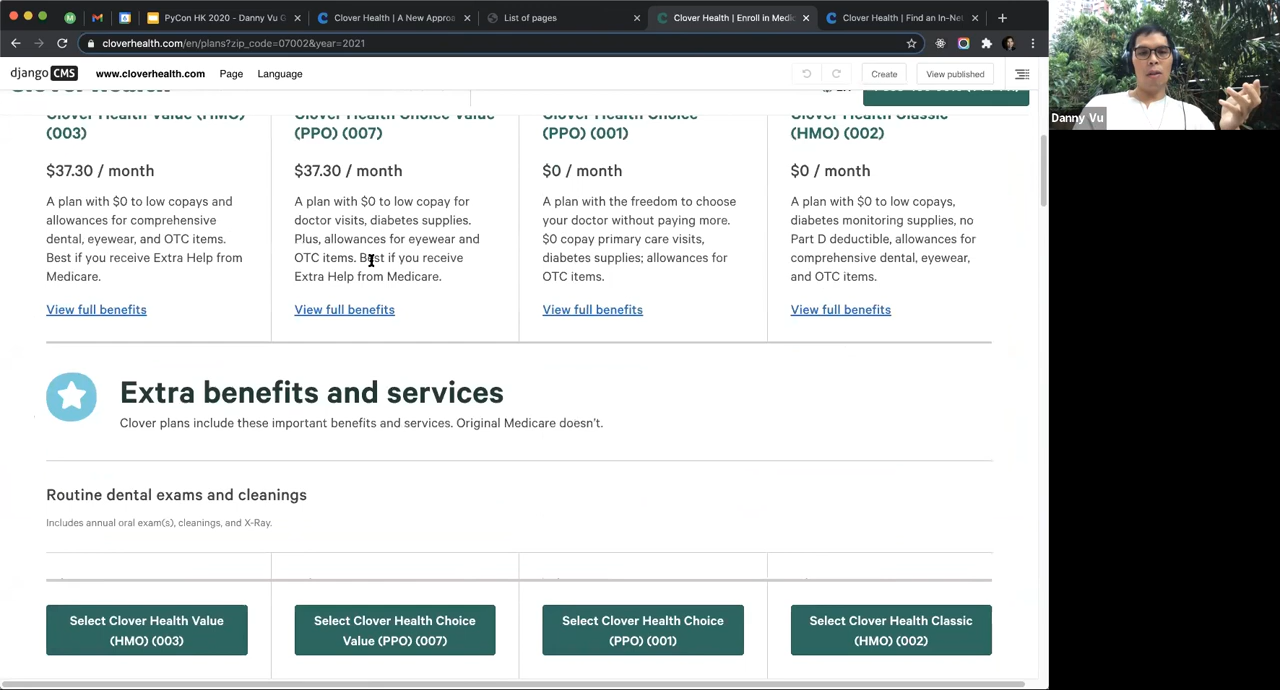 PyCon HK 2020 - Danny Vu G
Clover Health | A New Approa
List of pages
Clover Health | Enroll in Medic
Clover Health | Find an In-Net
cloverhealth.com/en/plans?zip_code=07002&year=2021
django CMS
www.cloverhealth.com
Page
Language
Create
View published
Clover Health Value (HMO)
(003)
$37.30 / month
A plan with $0 to low copays and
allowances for comprehensive
dental, eyewear, and OTC items.
Best if you receive Extra Help from
Medicare.
View full benefits
Clover Health Choice Value
(PPO) (007)
$37.30 / month
A plan with $0 to low copay for
doctor visits, diabetes supplies.
Plus, allowances for eyewear and
OTC items. Best if you receive
Extra Help from Medicare.
View full benefits
Clover Health Choice
(PPO) (001)
$0 / month
A plan with the freedom to choose
your doctor without paying more.
$0 copay primary care visits,
diabetes supplies; allowances for
OTC items.
View full benefits
Clover Health Classic
(HMO) (002)
$0 / month
A plan with $0 to low copays,
diabetes monitoring supplies, no
Part D deductible, allowances for
comprehensive dental, eyewear,
and OTC items.
View full benefits
Extra benefits and services
Clover plans include these important benefits and services. Original Medicare doesn't.
Routine dental exams and cleanings
Includes annual oral exam(s), cleanings, and X-Ray.
Select Clover Health Value
(HMO) (003)
Select Clover Health Choice
Value (PPO) (007)
Select Clover Health Choice
(PPO) (001)
Select Clover Health Classic
(HMO) (002)
Danny Vu